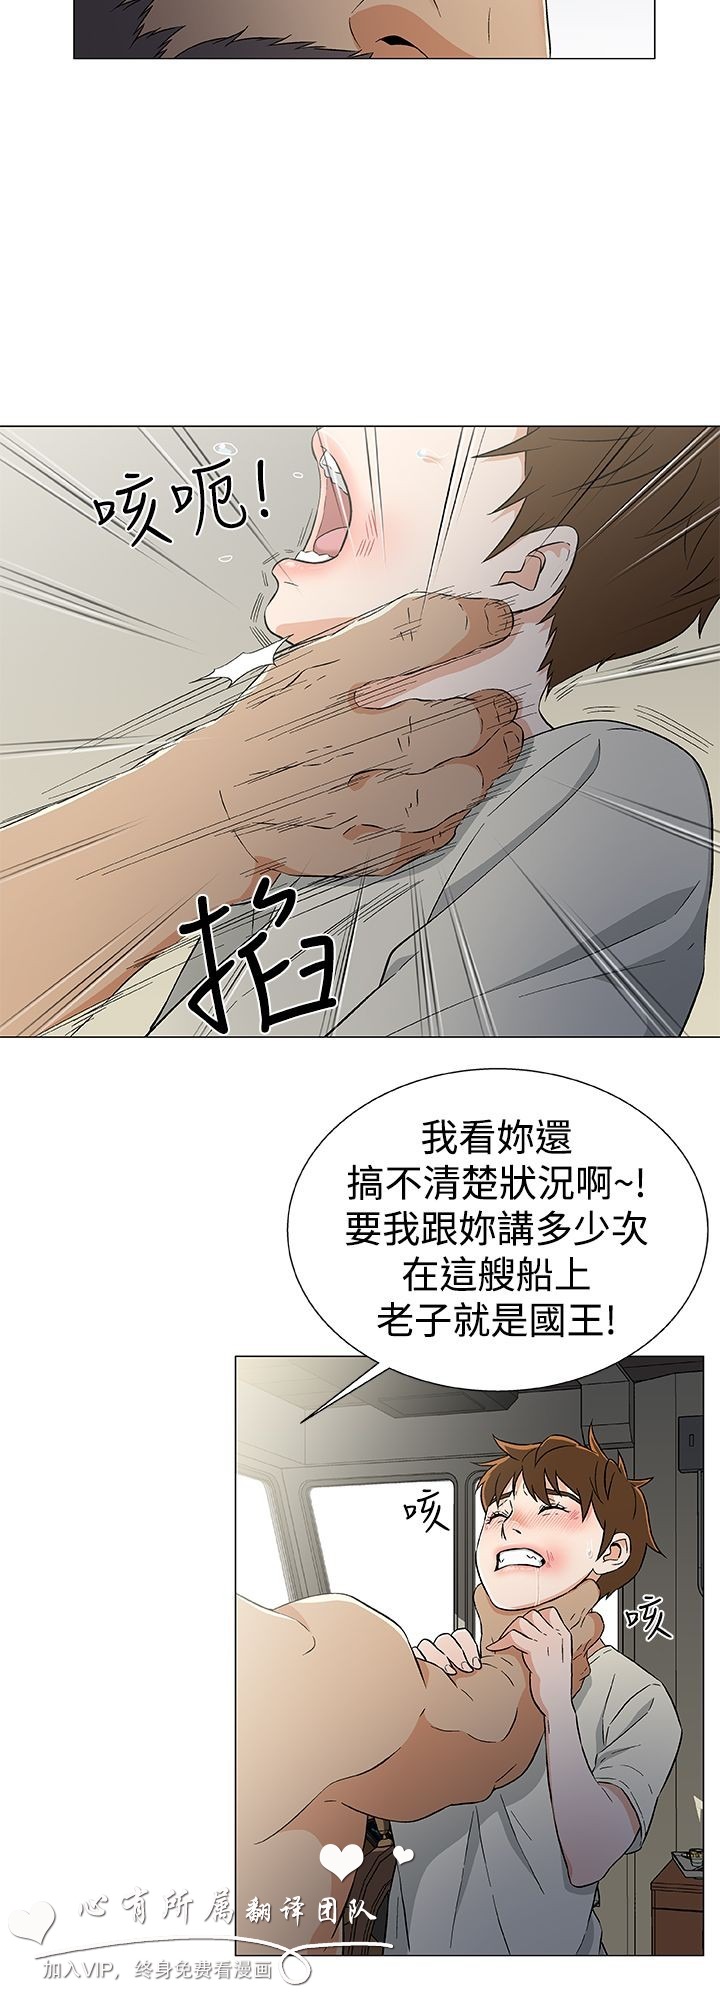 咳呃!
掐
我看妳還
搞不清楚狀況啊~!
要我跟妳講多少次
在這艘船上
老子就是國王!
咳
咳
心有所属翻译团队
加入VIP，终身免费看漫画